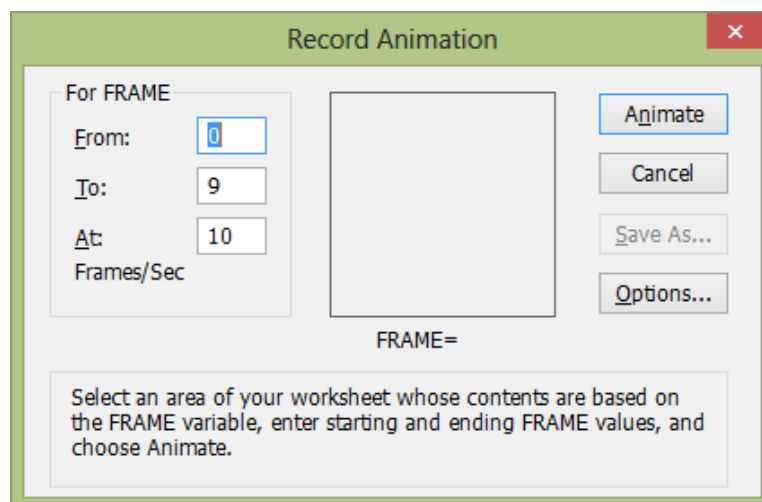 Record Animation
×
For FRAME
From: 0
To: 9
At: 10
Frames/Sec
FRAME=
Animate
Cancel
Save As...
Options...
Select an area of your worksheet whose contents are based on
the FRAME variable, enter starting and ending FRAME values, and
choose Animate.